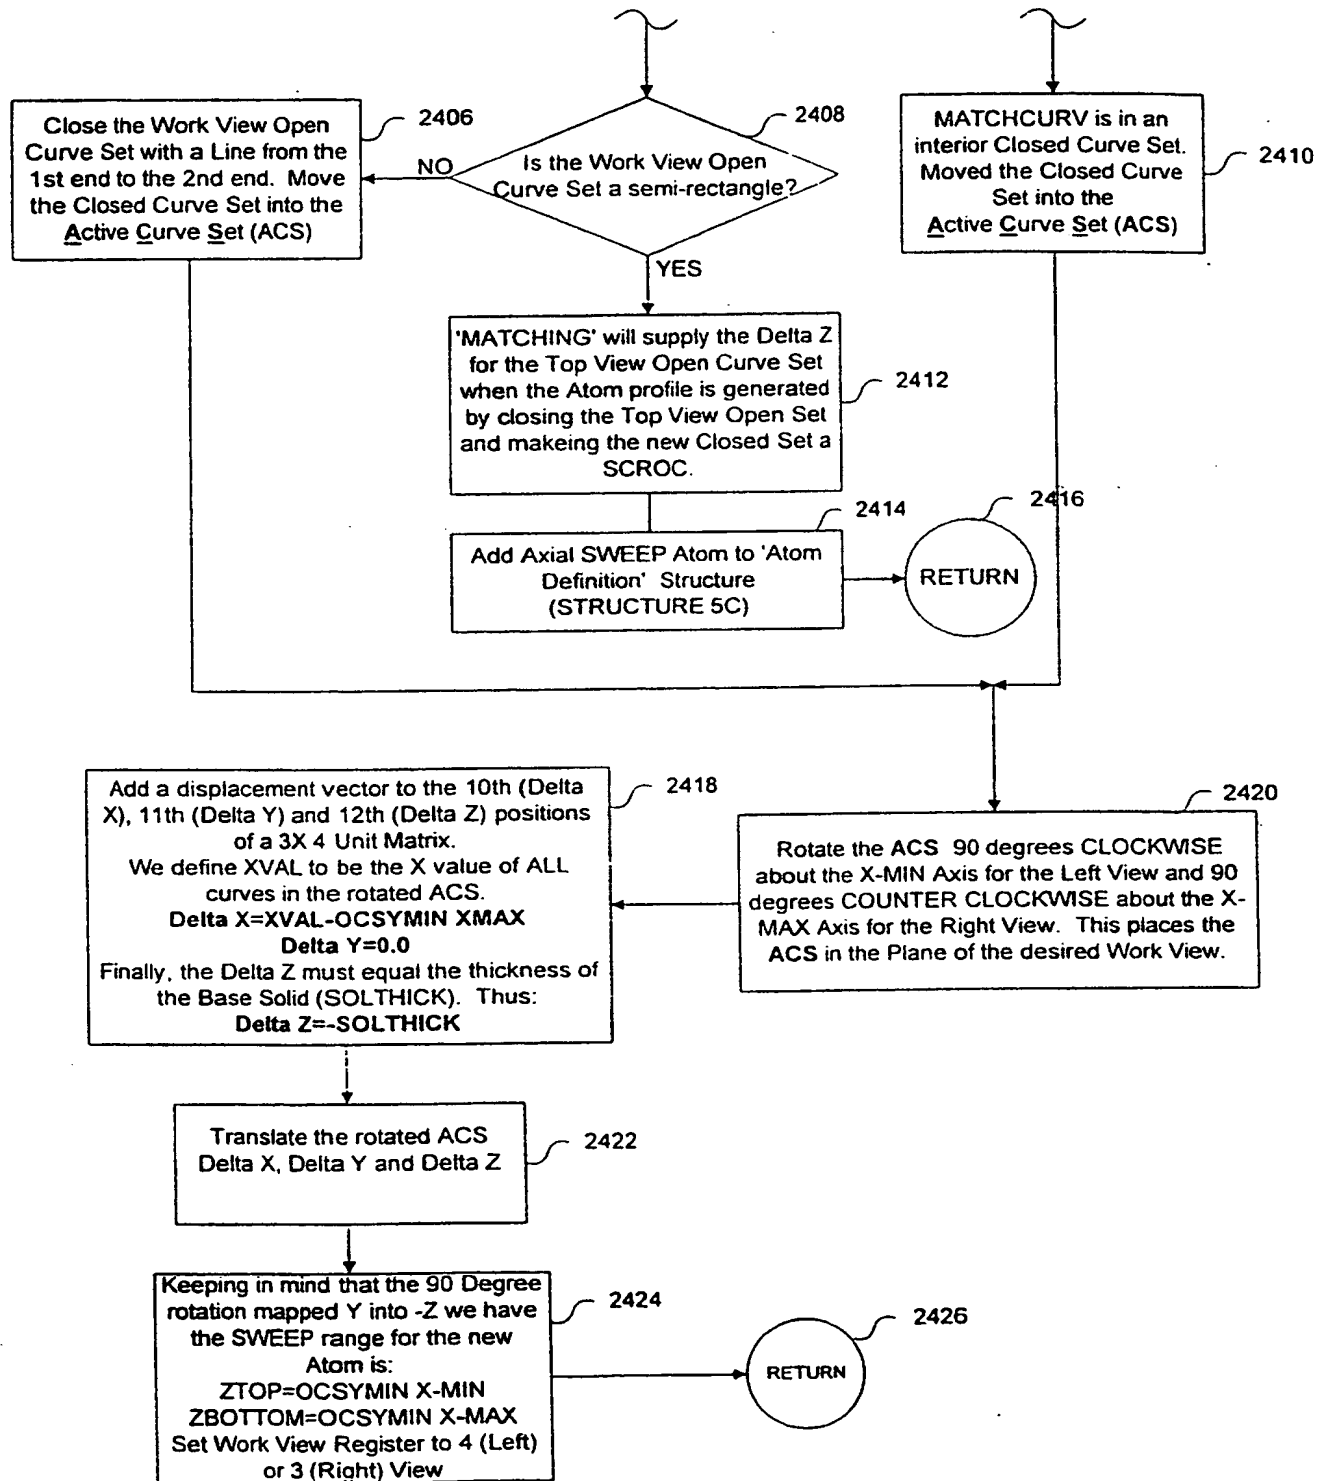 Close the Work View Open
Curve Set with a Line from the
1st end to the 2nd end. Move
the Closed Curve Set into the
Active Curve Set (ACS)
2406
NO
Is the Work View Open
Curve Set a semi-rectangle?
2408
YES
MATCHCURV is in an
interior Closed Curve Set.
Moved the Closed Curve
Set into the
Active Curve Set (ACS)
2410
'MATCHING' will supply the Delta Z
for the Top View Open Curve Set
when the Atom profile is generated
by closing the Top View Open Set
and makeing the new Closed Set a
SCROC.
2412
Add Axial SWEEP Atom to 'Atom
Definition' Structure
(STRUCTURE 5C)
2414
RETURN
2416
Add a displacement vector to the 10th (Delta
X), 11th (Delta Y) and 12th (Delta Z) positions
of a 3X 4 Unit Matrix.
We define XVAL to be the X value of ALL
curves in the rotated ACS.
Delta X=XVAL-OCSYMIN XMAX
Delta Y=0.0
Finally, the Delta Z must equal the thickness of
the Base Solid (SOLTHICK). Thus:
Delta Z=-SOLTHICK
2418
Rotate the ACS 90 degrees CLOCKWISE
about the X-MIN Axis for the Left View and 90
degrees COUNTER CLOCKWISE about the X-
MAX Axis for the Right View. This places the
ACS in the Plane of the desired Work View.
2420
Translate the rotated ACS
Delta X, Delta Y and Delta Z
2422
Keeping in mind that the 90 Degree
rotation mapped Y into -Z we have
the SWEEP range for the new
Atom is:
ZTOP=OCSYMIN X-MIN
ZBOTTOM=OCSYMIN X-MAX
Set Work View Register to 4 (Left)
or 3 (Right) View
2424
RETURN
2426